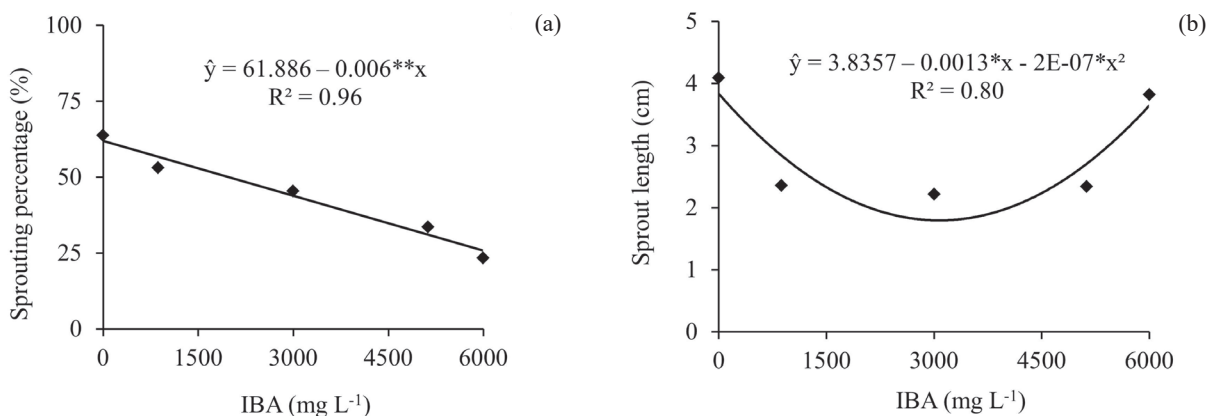 (a)
ŷ = 61.886 – 0.006**x
R² = 0.96
Sprouting percentage (%)
100
75
50
25
0
0 1500 3000 4500 6000
IBA (mg L⁻¹)
(b)
ŷ = 3.8357 – 0.0013*x - 2E-07*x²
R² = 0.80
Sprout length (cm)
5
4
3
2
1
0
0 1500 3000 4500 6000
IBA (mg L⁻¹)